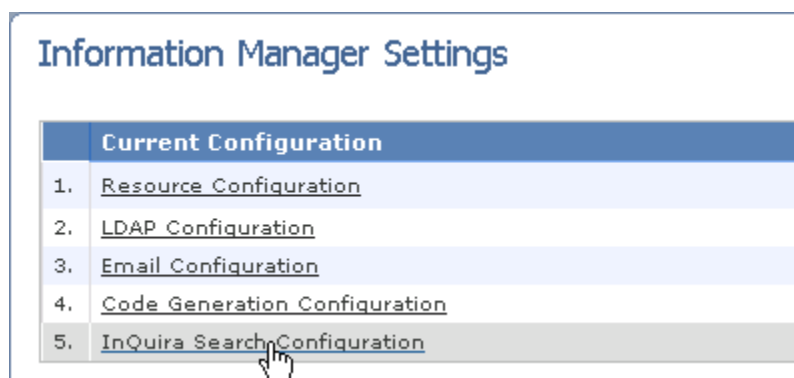 Information Manager Settings
Current Configuration
1. Resource Configuration
2. LDAP Configuration
3. Email Configuration
4. Code Generation Configuration
5. InQuira Search Configuration